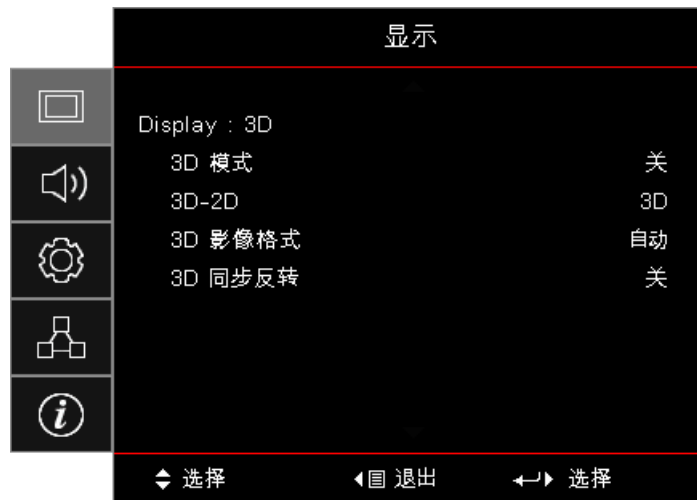 显示
Display : 3D
3D 模式 关
3D-2D 3D
3D 影像格式 自动
3D 同步反转 关
选择 退出 选择